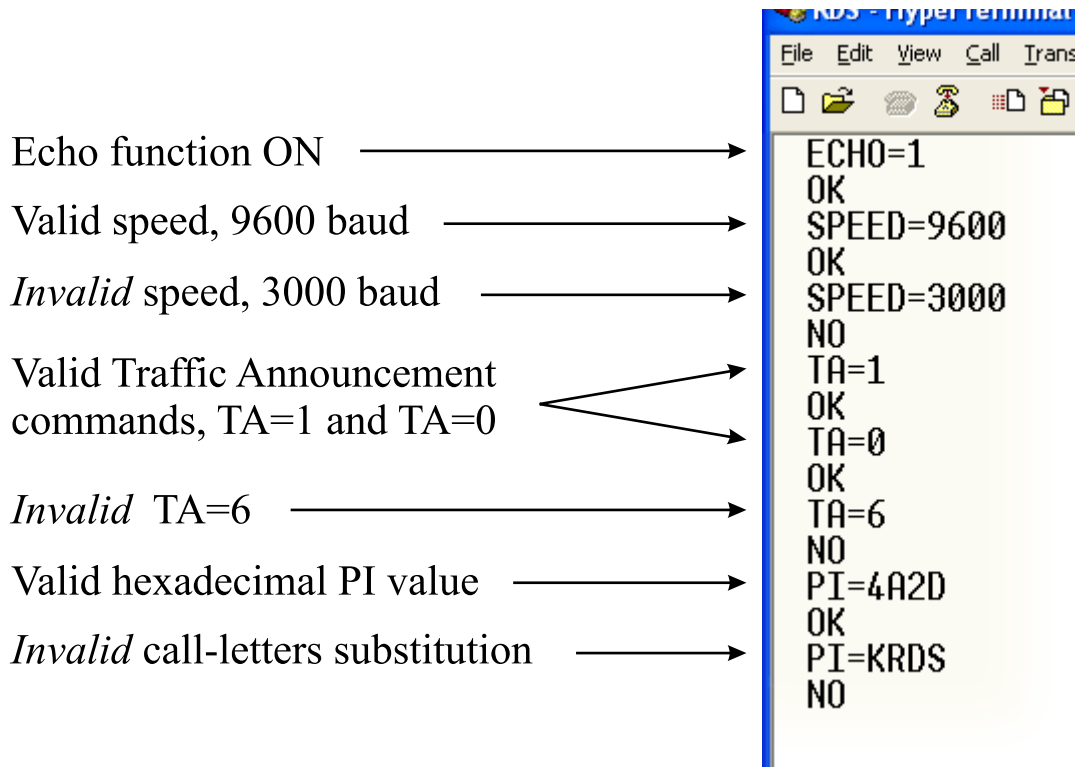 RDS - HyperTerminal
File Edit View Call Trans
Echo function ON
ECHO=1
OK
Valid speed, 9600 baud
SPEED=9600
OK
Invalid speed, 3000 baud
SPEED=3000
NO
Valid Traffic Announcement
commands, TA=1 and TA=0
TA=1
OK
TA=0
OK
Invalid TA=6
TA=6
NO
Valid hexadecimal PI value
PI=4A2D
OK
Invalid call-letters substitution
PI=KRDS
NO